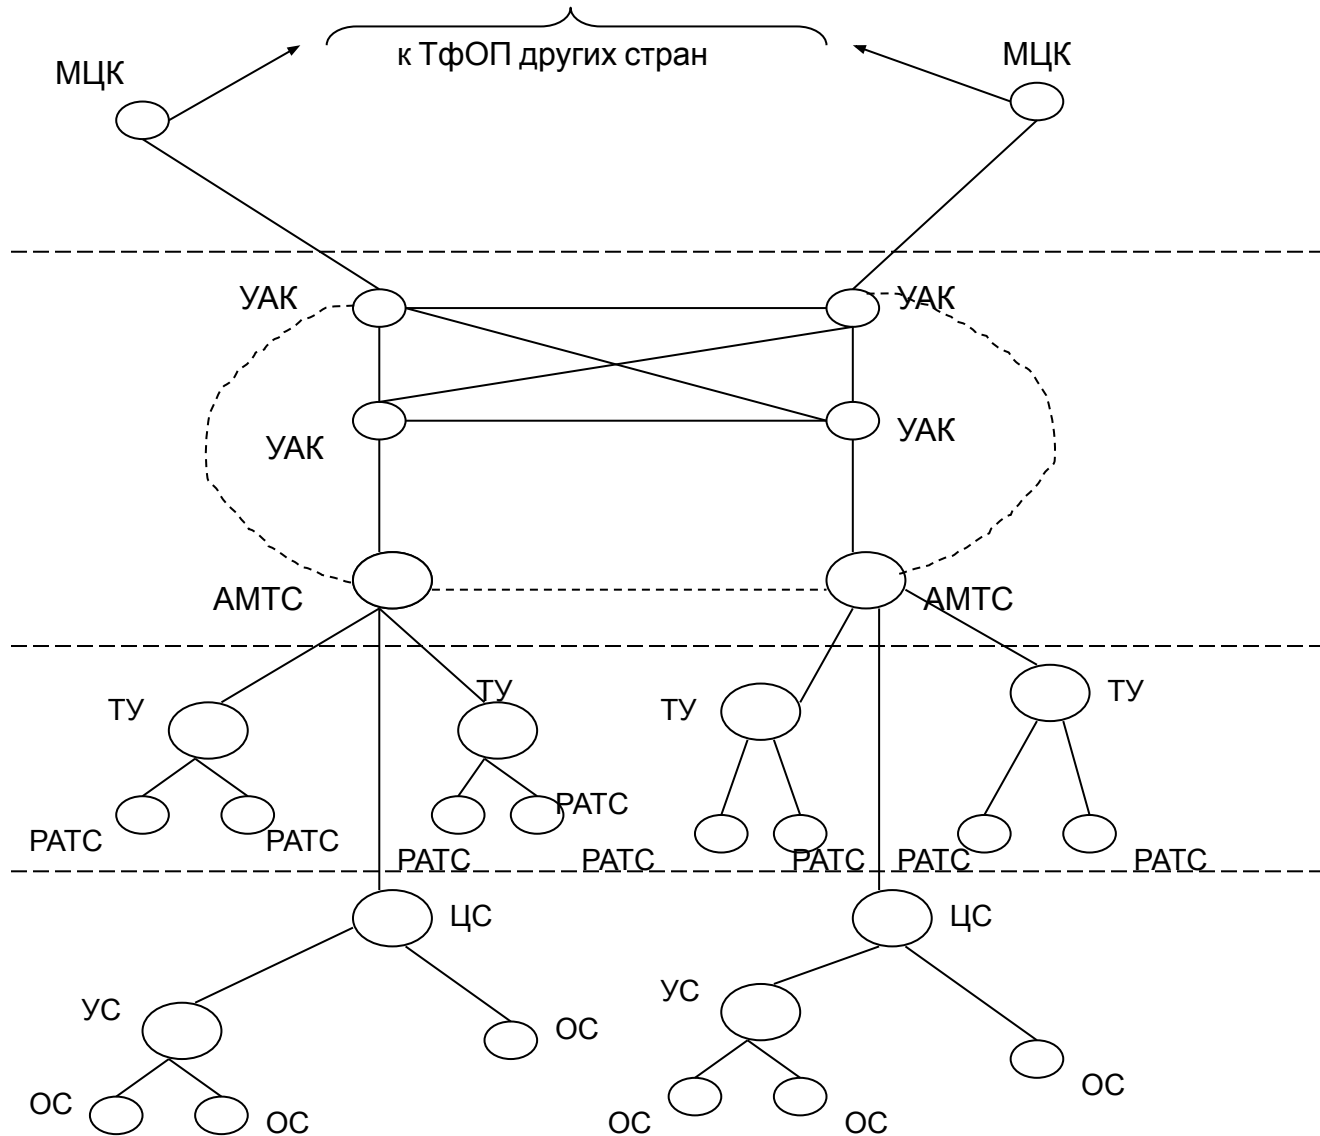 к ТфОП других стран
МЦК
МЦК
УАК
УАК
УАК
УАК
АМТС
АМТС
ТУ
ТУ
ТУ
ТУ
РАТС
РАТС
РАТС
РАТС
РАТС
РАТС
РАТС
РАТС
ЦС
ЦС
УС
УС
ОС
ОС
ОС
ОС
ОС
ОС